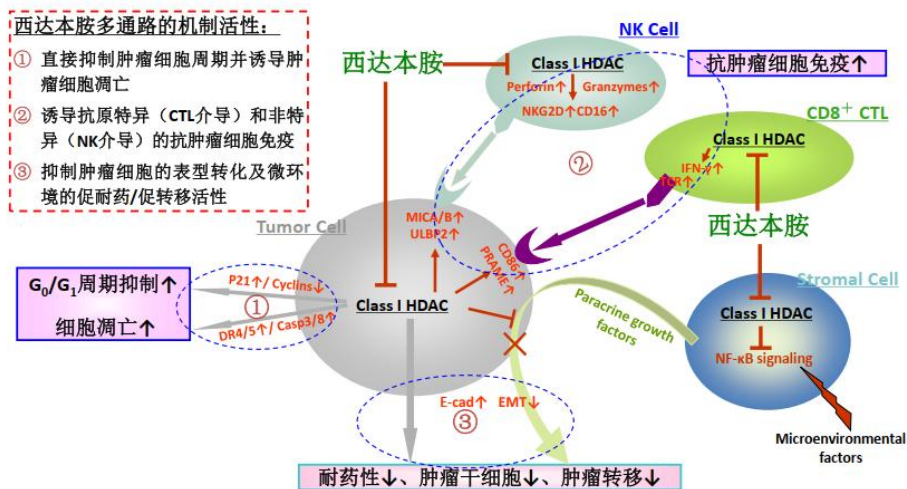 西达本胺多通路的机制活性：
① 直接抑制肿瘤细胞周期并诱导肿
瘤细胞凋亡
② 诱导抗原特异（CTL介导）和非特
异（NK介导）的抗肿瘤细胞免疫
③ 抑制肿瘤细胞的表型转化及微环
境的促耐药/促转移活性
西达本胺
NK Cell
Class I HDAC
Perforin↑ Granzymes↑
NKG2D↑CD16↑
抗肿瘤细胞免疫↑
CD8⁺ CTL
Class I HDAC
IFN-γ↑
TCR↑
②
西达本胺
Tumor Cell
MICA/B↑
ULBP2↑
CD86↑
PRAME↑
Class I HDAC
G₀/G₁周期抑制↑
细胞凋亡↑
P21↑/ Cyclins↓
①
DR4/5↑/ Casp3/8↑
Paracrine growth
factors
Stromal Cell
Class I HDAC
NF-κB signaling
Microenvironmental
factors
E-cad↑ EMT↓
③
耐药性↓、肿瘤干细胞↓、肿瘤转移↓